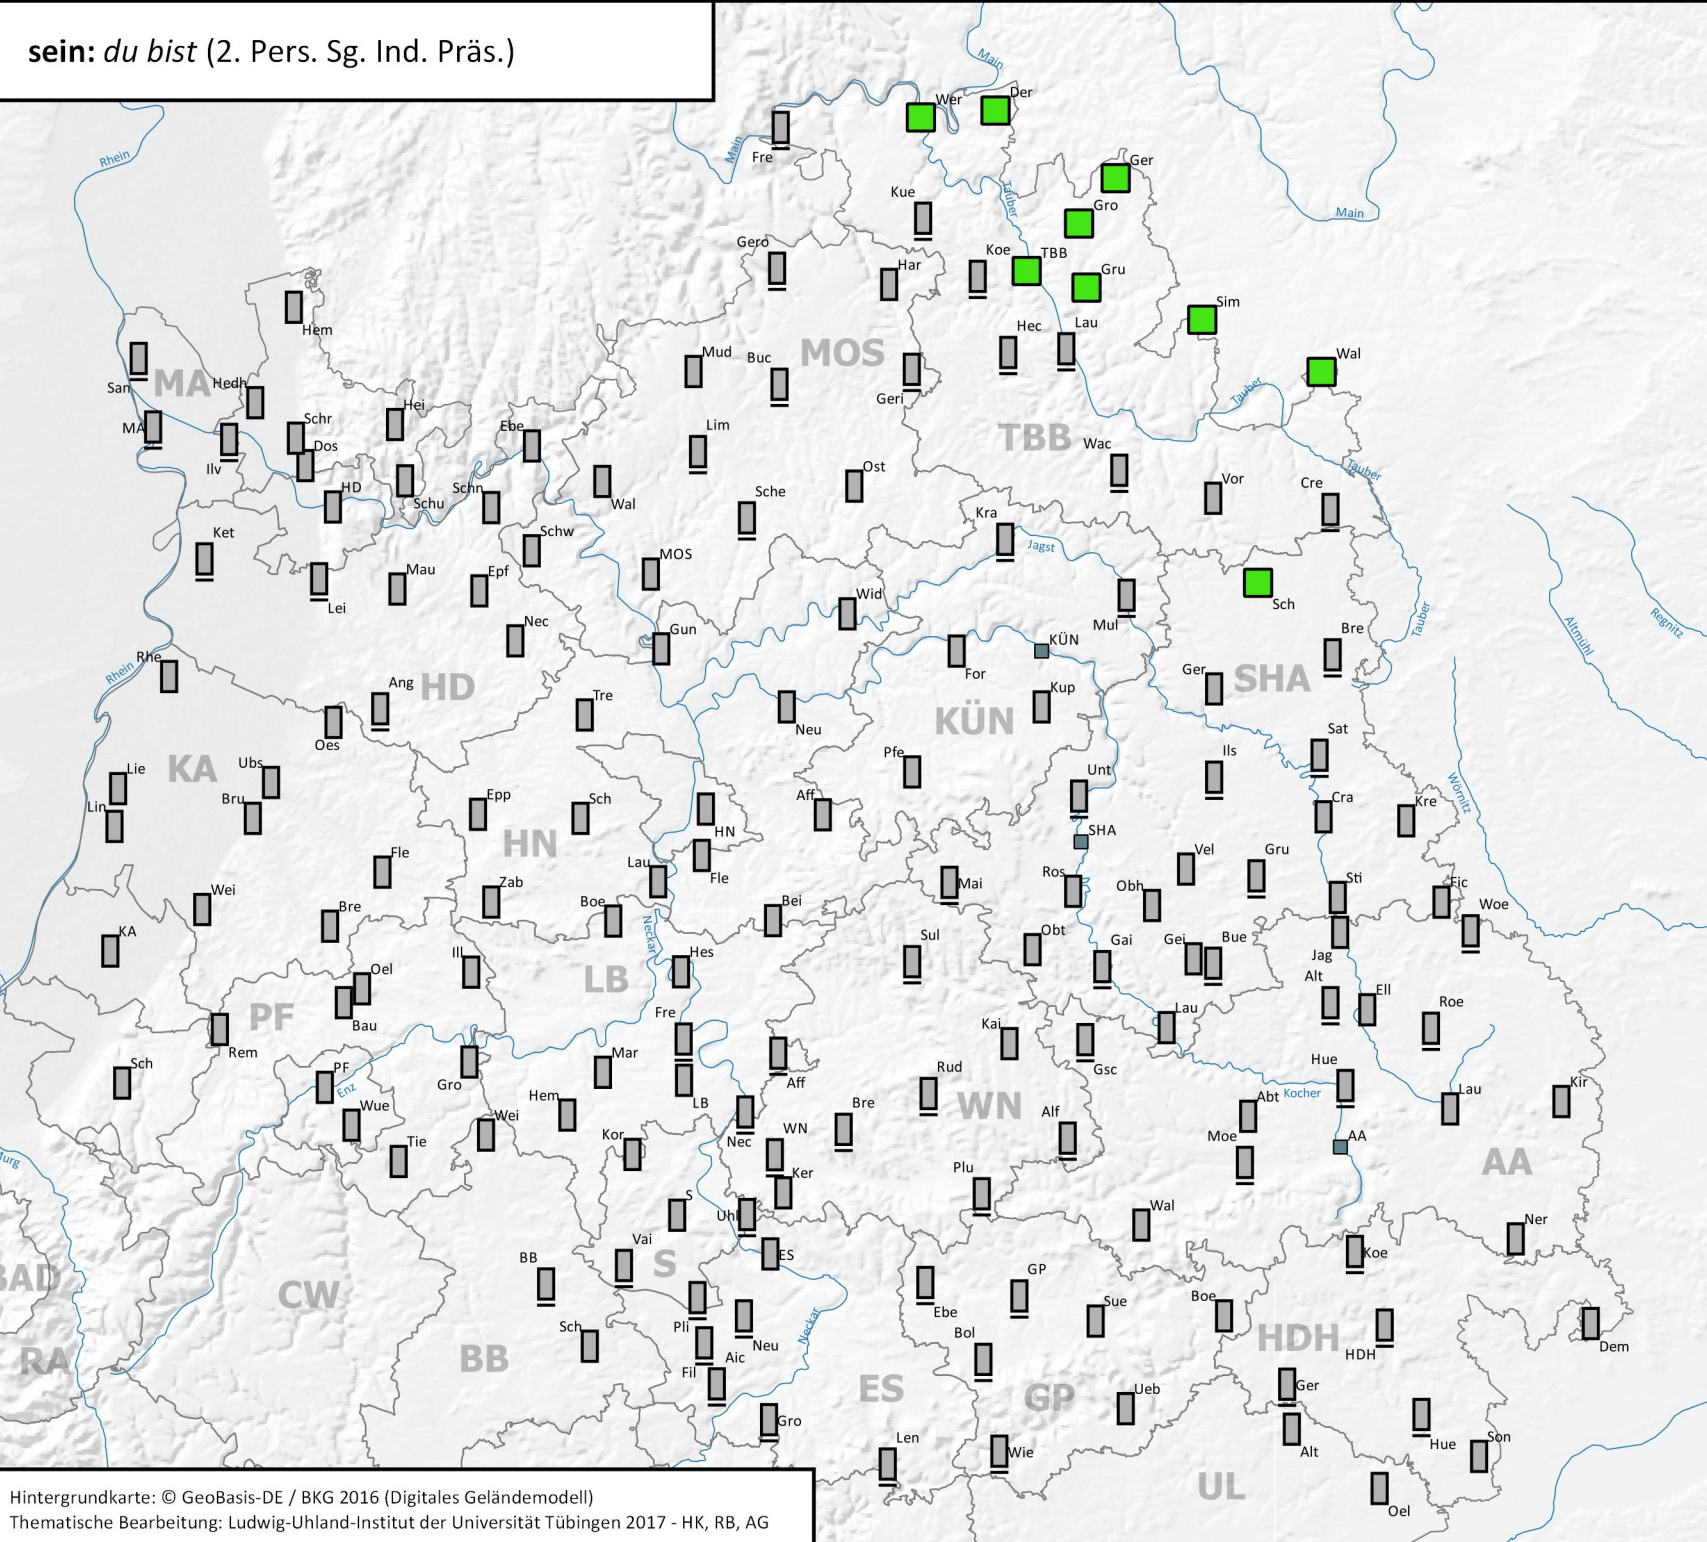 sein: du bist (2. Pers. Sg. Ind. Präs.)
Main
Wer
Der
Rhein
Main
Fre
Ger
Kue
Tauber
Gro
Main
Gero
Har
Koe
TBB
Gru
Hem
Sim
Hec
Lau
MOS
Mud
Buc
Wal
San
MA
Hedh
Geri
Tauber
Hei
MA
Schr
Ebe
Lim
TBB
Wac
Ilv
Dos
Ost
Tauber
HD
Schu
Schn
Wal
Sche
Vor
Cre
Kra
Ket
Schw
Jagst
MOS
Mau
Epf
Lei
Wid
Sch
Altmühl
Regnitz
Tauber
Nec
Gun
Mul
KÜN
Bre
Rhe
Rhein
For
Ger
SHA
Ang
HD
Tre
Kup
KÜN
Oes
Neu
Sat
KA
Lie
Ubs
Pfe
Ils
Unt
Wörnitz
Lin
Bru
Epp
Sch
Aff
HN
Cra
Kre
HN
SHA
Fle
Lau
Fle
Vel
Gru
Zab
Mai
Ros
Obh
Sti
Fic
Wei
Bre
Boe
Bei
Woe
KA
Neckar
Sul
Obt
Gai
Gei
Bue
Jag
Ill
Hes
LB
Oel
Alt
Ell
Roe
PF
Bau
Fre
Kai
Lau
Rem
Sch
Mar
Gro
Aff
Gsc
Hue
PF
Enz
Rud
WN
Kocher
Lau
Kir
Wue
Hem
LB
Bre
Alf
Abt
Wei
Nec
WN
Moe
AA
AA
Tie
Kor
Ker
Plu
Murg
S
Uhl
Wal
Ner
Vai
S
ES
Koe
BAD
CW
BB
GP
Ebe
Sue
Boe
HDH
HDH
Dem
Sch
Pli
Neu
Neckar
Bol
RA
BB
Aic
Fil
ES
GP
Ueb
Ger
Gro
Len
Wie
Alt
Hue
Son
UL
Oel
Hintergrundkarte: © GeoBasis-DE / BKG 2016 (Digitales Geländemodell)
Thematische Bearbeitung: Ludwig-Uhland-Institut der Universität Tübingen 2017 - HK, RB, AG